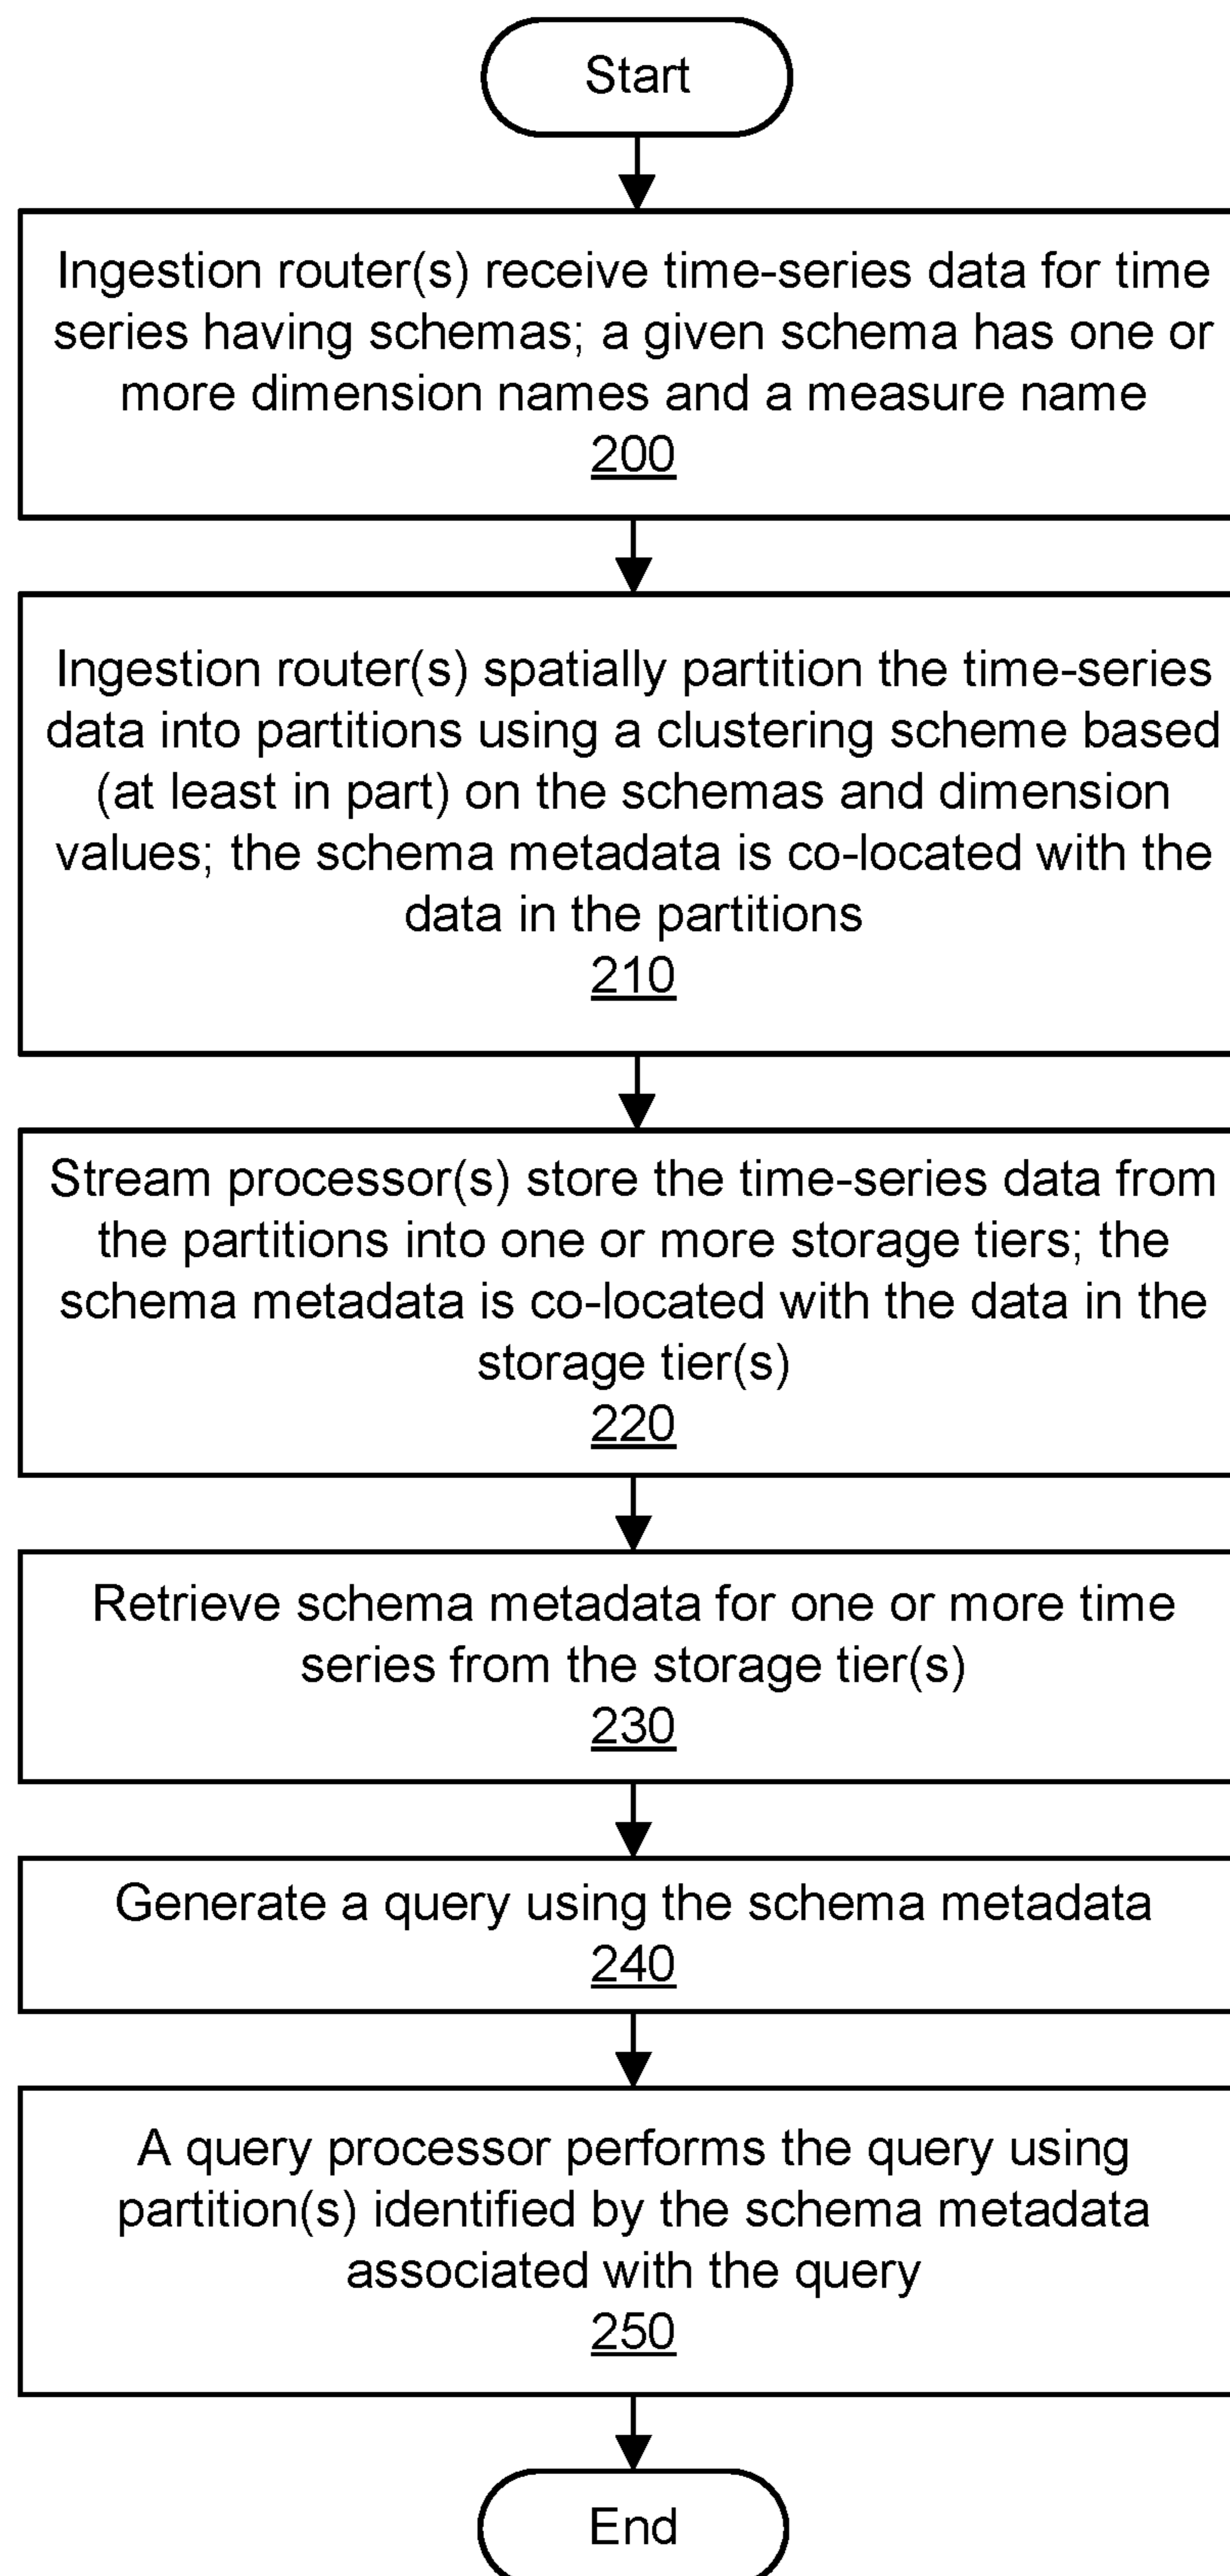 Start
Ingestion router(s) receive time-series data for time
series having schemas; a given schema has one or
more dimension names and a measure name
200
Ingestion router(s) spatially partition the time-series
data into partitions using a clustering scheme based
(at least in part) on the schemas and dimension
values; the schema metadata is co-located with the
data in the partitions
210
Stream processor(s) store the time-series data from
the partitions into one or more storage tiers; the
schema metadata is co-located with the data in the
storage tier(s)
220
Retrieve schema metadata for one or more time
series from the storage tier(s)
230
Generate a query using the schema metadata
240
A query processor performs the query using
partition(s) identified by the schema metadata
associated with the query
250
End